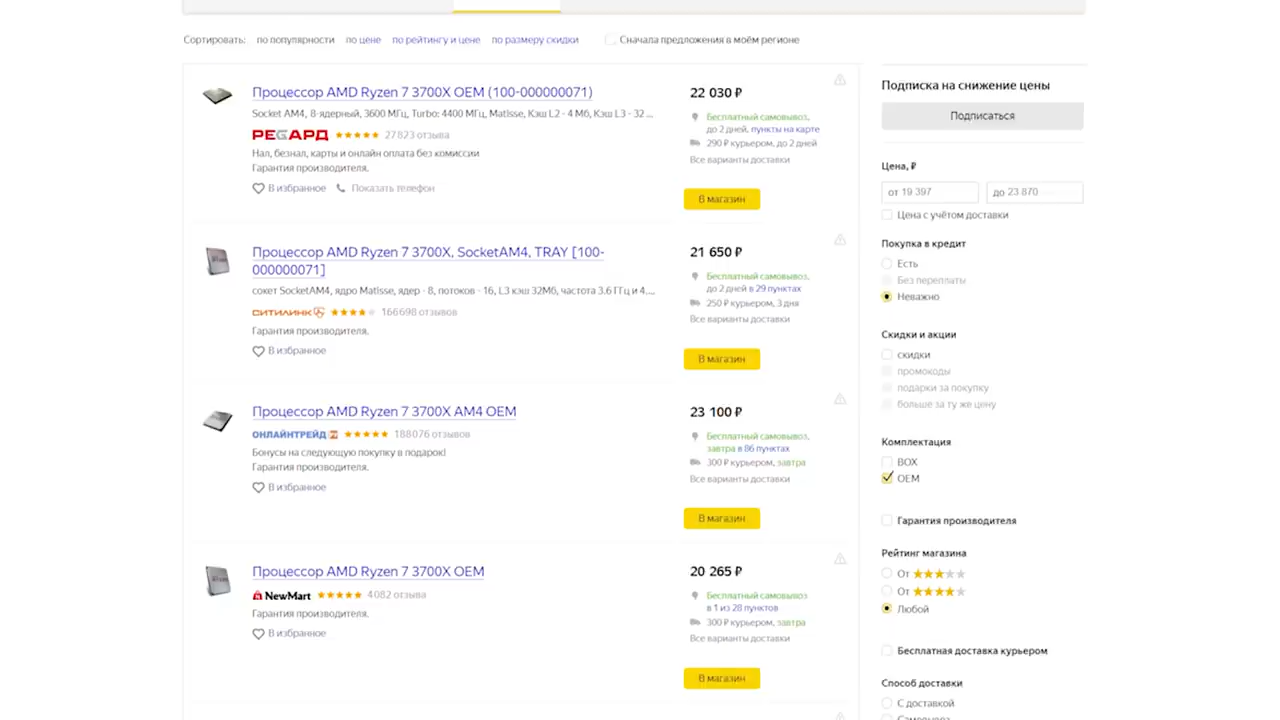 Сортировать: по популярности по цене по рейтингу и цене по размеру скидки Сначала предложения в моём регионе
Процессор AMD Ryzen 7 3700X OEM (100-000000071)
Socket AM4, 8-ядерный, 3600 МГц, Turbo: 4400 МГц, Matisse, Кэш L2 - 4 Мб, Кэш L3 - 32 ...
РЕГАРД 27 823 отзыва
Нал, безнал, карты и онлайн оплата без комиссии
Гарантия производителя.
В избранное Показать телефон
22 030 ₽
Бесплатный самовывоз,
до 2 дней, пункты на карте
290 ₽ курьером, до 2 дней
Все варианты доставки
В магазин
Процессор AMD Ryzen 7 3700X, SocketAM4, TRAY [100-
000000071]
сокет SocketAM4, ядро Matisse, ядер - 8, потоков - 16, L3 кэш 32Мб, частота 3.6 ГГц и 4....
СИТИЛИНК 166 698 отзывов
Гарантия производителя.
В избранное
21 650 ₽
Бесплатный самовывоз,
до 2 дней в 29 пунктах
250 ₽ курьером, 3 дня
Все варианты доставки
В магазин
Процессор AMD Ryzen 7 3700X AM4 OEM
ОНЛАЙНТРЕЙД 188 076 отзывов
Бонусы на следующую покупку в подарок!
Гарантия производителя.
В избранное
23 100 ₽
Бесплатный самовывоз,
завтра в 86 пунктах
300 ₽ курьером, завтра
Все варианты доставки
В магазин
Процессор AMD Ryzen 7 3700X OEM
NewMart 4 082 отзыва
Гарантия производителя.
В избранное
20 265 ₽
Бесплатный самовывоз
в 1 из 28 пунктов
300 ₽ курьером, завтра
Все варианты доставки
В магазин
Подписка на снижение цены
Подписаться
Цена, ₽
от 19 397 до 23 870
Цена с учётом доставки
Покупка в кредит
Есть
Без переплаты
Неважно
Скидки и акции
скидки
промокоды
подарки за покупку
больше за ту же цену
Комплектация
BOX
OEM
Гарантия производителя
Рейтинг магазина
От
От
Любой
Бесплатная доставка курьером
Способ доставки
С доставкой